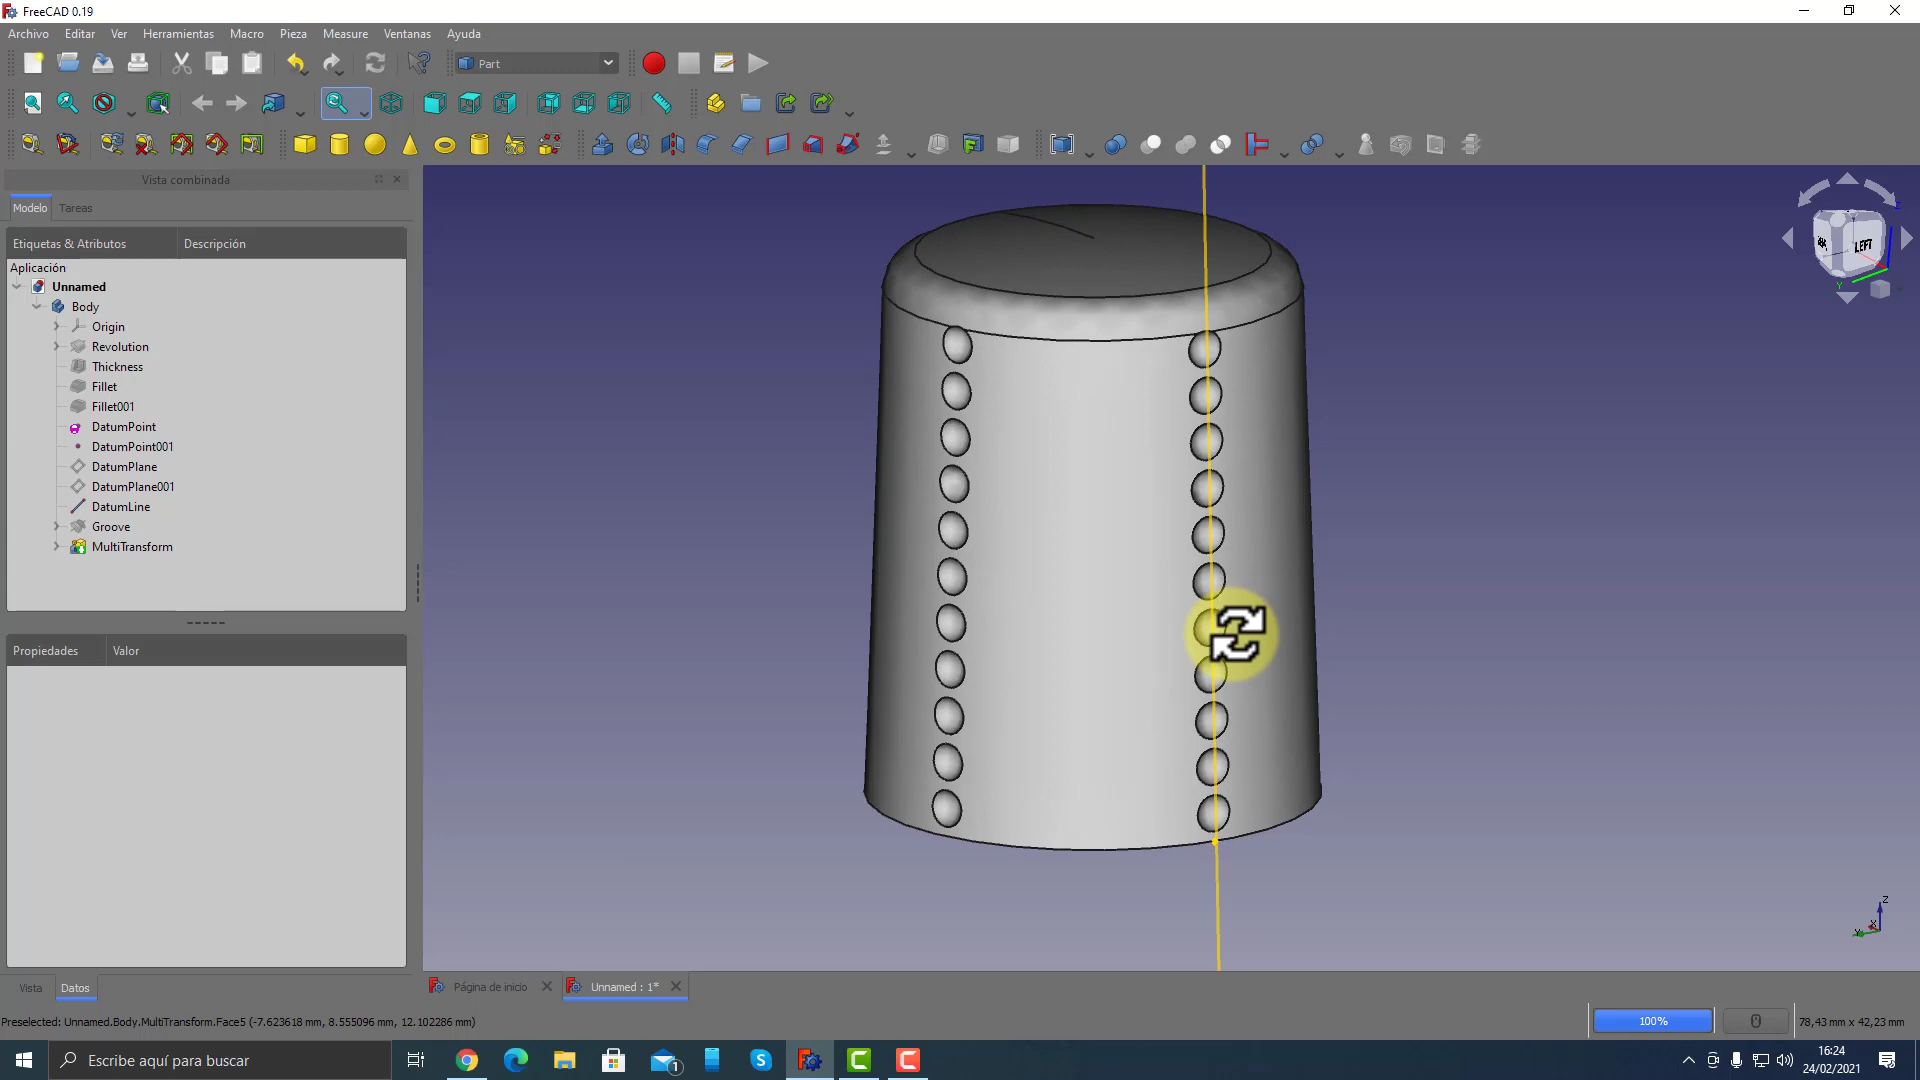 FreeCAD 0.19
Archivo Editar Ver Herramientas Macro Pieza Measure Ventanas Ayuda
Part
Vista combinada
Modelo Tareas
Etiquetas & Atributos Descripción
Aplicación
Unnamed
Body
Origin
Revolution
Thickness
Fillet
Fillet001
DatumPoint
DatumPoint001
DatumPlane
DatumPlane001
DatumLine
Groove
MultiTransform
LEFT
Z
Y
Propiedades Valor
Z
X
Y
Vista Datos
Página de inicio Unnamed : 1*
Preselected: Unnamed.Body.MultiTransform.Face5 (-7.623618 mm, 8.555096 mm, 12.102286 mm)
100% 78,43 mm x 42,23 mm
Escribe aquí para buscar
1
16:24
24/02/2021